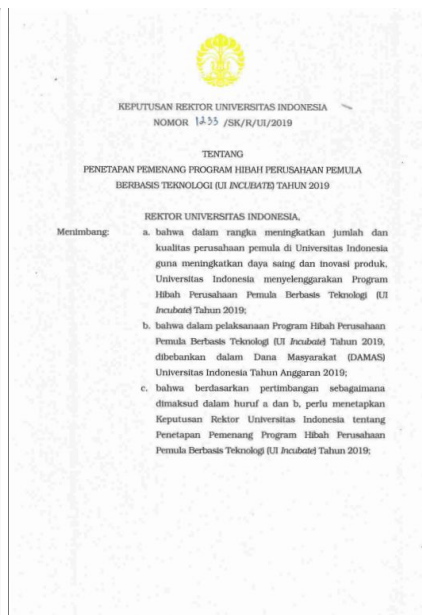 KEPUTUSAN REKTOR UNIVERSITAS INDONESIA
NOMOR 1233 /SK/R/UI/2019
TENTANG
PENETAPAN PEMENANG PROGRAM HIBAH PERUSAHAAN PEMULA
BERBASIS TEKNOLOGI (UI INCUBATE) TAHUN 2019
REKTOR UNIVERSITAS INDONESIA,
Menimbang: a. bahwa dalam rangka meningkatkan jumlah dan
kualitas perusahaan pemula di Universitas Indonesia
guna meningkatkan daya saing dan inovasi produk,
Universitas Indonesia menyelenggarakan Program
Hibah Perusahaan Pemula Berbasis Teknologi (UI
Incubate) Tahun 2019;
b. bahwa dalam pelaksanaan Program Hibah Perusahaan
Pemula Berbasis Teknologi (UI Incubate) Tahun 2019,
dibebankan dalam Dana Masyarakat (DAMAS)
Universitas Indonesia Tahun Anggaran 2019;
c. bahwa berdasarkan pertimbangan sebagaimana
dimaksud dalam huruf a dan b, perlu menetapkan
Keputusan Rektor Universitas Indonesia tentang
Penetapan Pemenang Program Hibah Perusahaan
Pemula Berbasis Teknologi (UI Incubate) Tahun 2019;